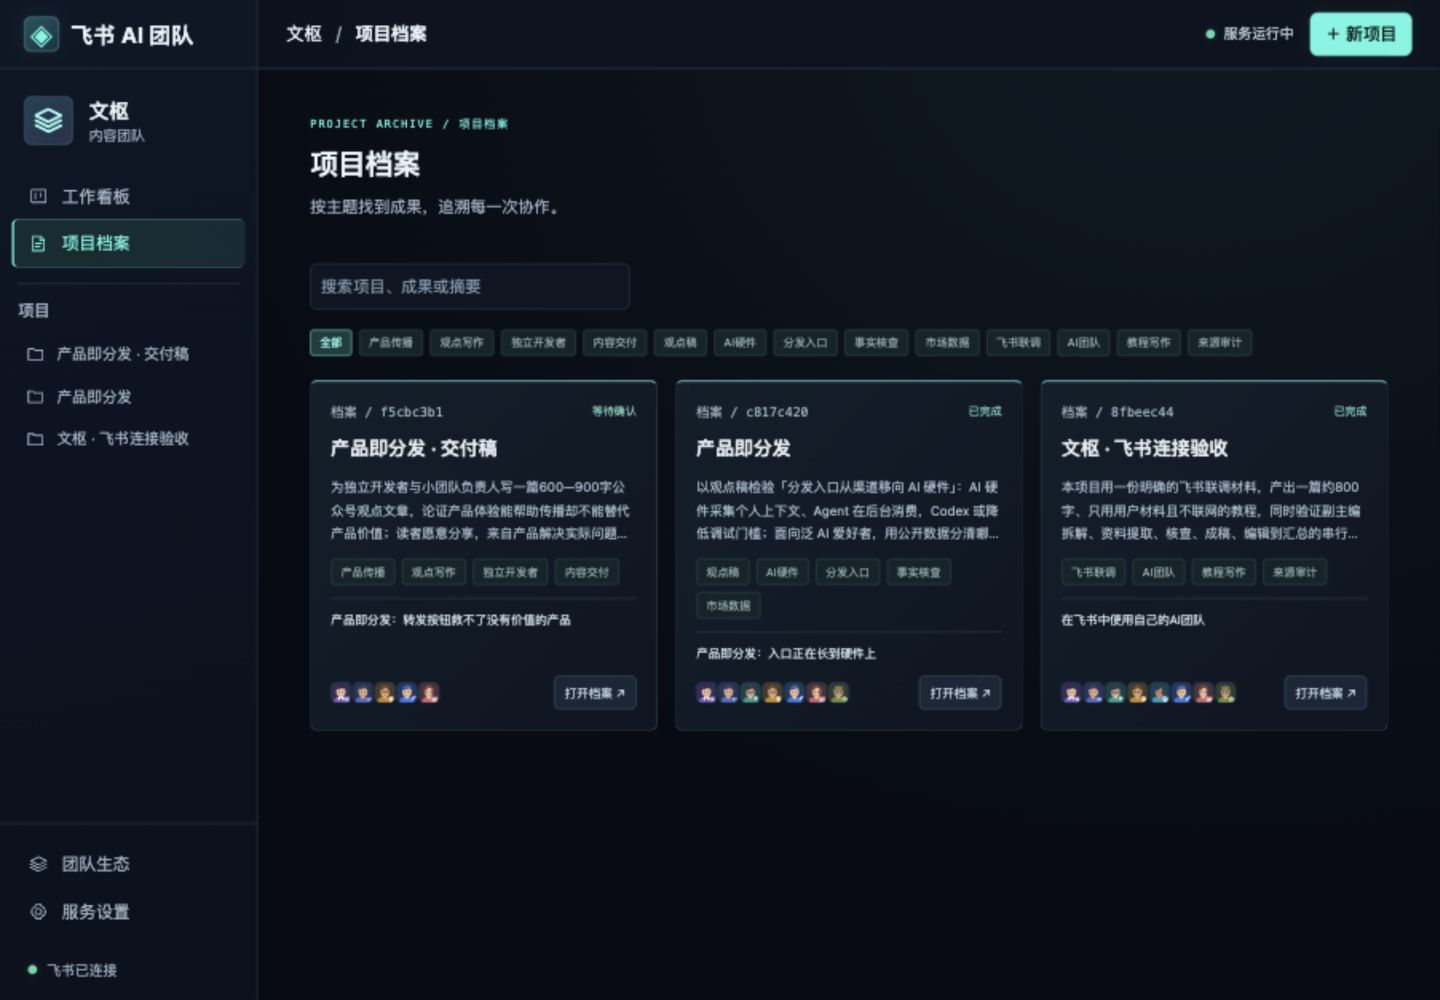 飞书 AI 团队
文枢 / 项目档案
服务运行中
+ 新项目
文枢
内容团队
工作看板
项目档案
项目
产品即分发 · 交付稿
产品即分发
文枢 · 飞书连接验收
团队生态
服务设置
飞书已连接
PROJECT ARCHIVE / 项目档案
项目档案
按主题找到成果，追溯每一次协作。
搜索项目、成果或摘要
全部 产品传播 观点写作 独立开发者 内容交付 观点稿 AI硬件 分发入口 事实核查 市场数据 飞书联调 AI团队 教程写作 来源审计
档案 / f5cbc3b1 等待确认
产品即分发 · 交付稿
为独立开发者与小团队负责人写一篇600—900字公
众号观点文章，论证产品体验能帮助传播却不能替代
产品价值；读者愿意分享，来自产品解决实际问题...
产品传播 观点写作 独立开发者 内容交付
产品即分发：转发按钮救不了没有价值的产品
打开档案 ↗
档案 / c817c420 已完成
产品即分发
以观点稿检验「分发入口从渠道移向 AI 硬件」：AI 硬
件采集个人上下文、Agent 在后台消费，Codex 或降
低调试门槛；面向泛 AI 爱好者，用公开数据分清哪...
观点稿 AI硬件 分发入口 事实核查
市场数据
产品即分发：入口正在长到硬件上
打开档案 ↗
档案 / 8fbeec44 已完成
文枢 · 飞书连接验收
本项目用一份明确的飞书联调材料，产出一篇约800
字、只用用户材料且不联网的教程，同时验证副主编
拆解、资料提取、核查、成稿、编辑到汇总的串行...
飞书联调 AI团队 教程写作 来源审计
在飞书中使用自己的AI团队
打开档案 ↗